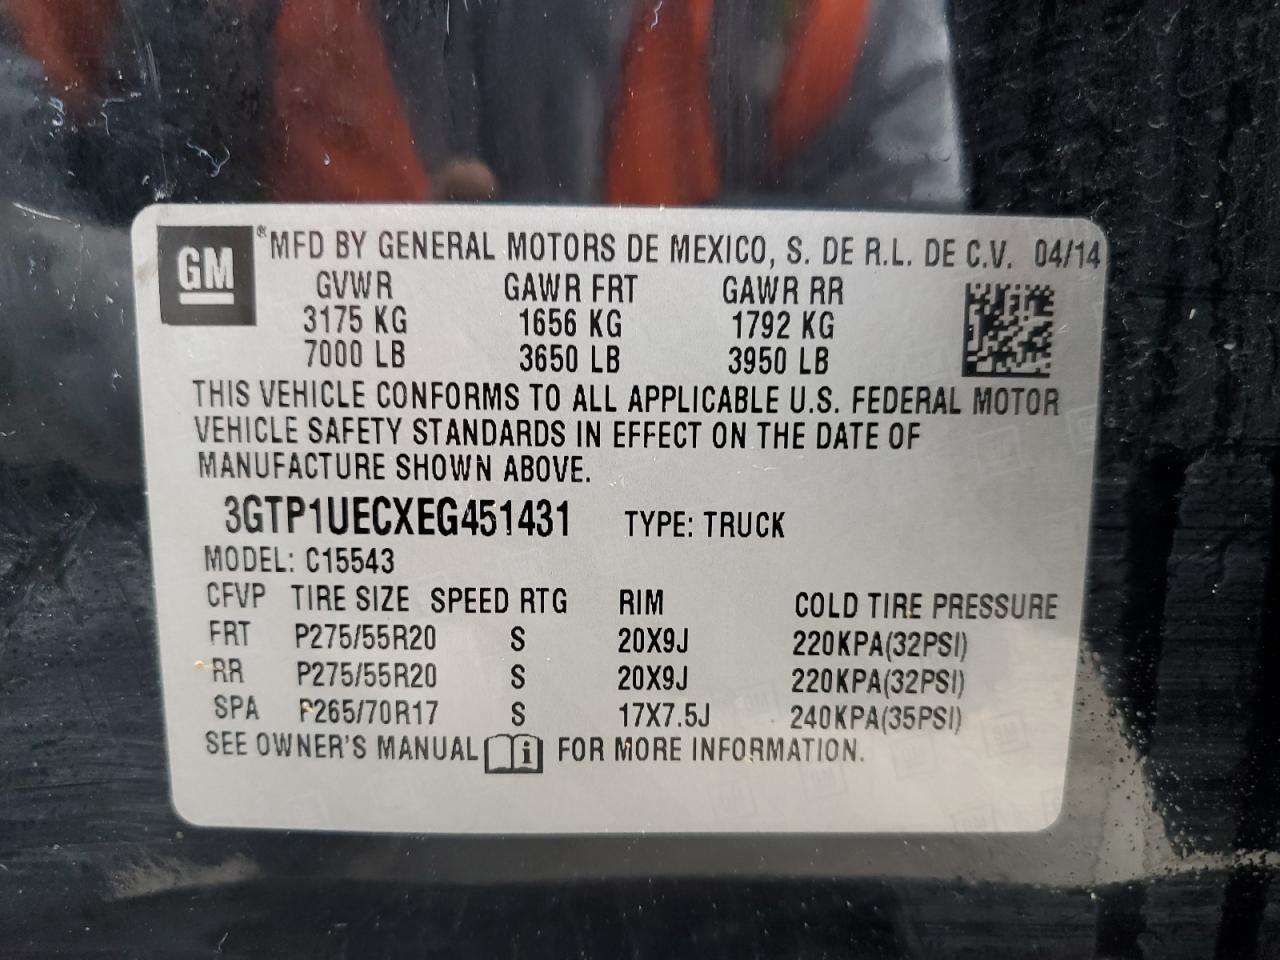 GM ® MFD BY GENERAL MOTORS DE MEXICO, S. DE R.L. DE C.V. 04/14
GVWR GAWR FRT GAWR RR
3175 KG 1656 KG 1792 KG
7000 LB 3650 LB 3950 LB
THIS VEHICLE CONFORMS TO ALL APPLICABLE U.S. FEDERAL MOTOR
VEHICLE SAFETY STANDARDS IN EFFECT ON THE DATE OF
MANUFACTURE SHOWN ABOVE.
3GTP1UECXEG451431 TYPE: TRUCK
MODEL: C15543
CFVP TIRE SIZE SPEED RTG RIM COLD TIRE PRESSURE
FRT P275/55R20 S 20X9J 220KPA(32PSI)
RR P275/55R20 S 20X9J 220KPA(32PSI)
SPA P265/70R17 S 17X7.5J 240KPA(35PSI)
SEE OWNER'S MANUAL i FOR MORE INFORMATION.